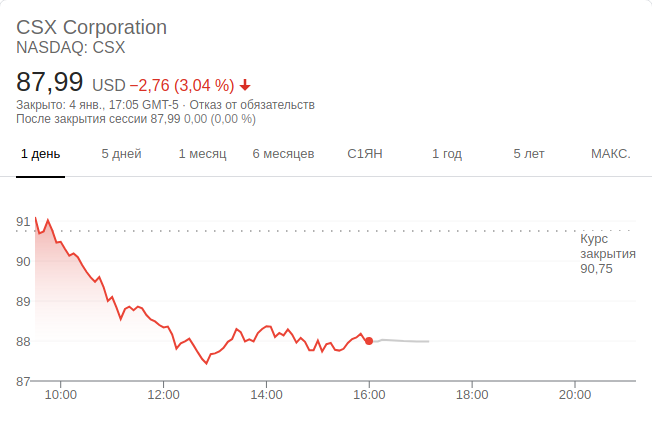 CSX Corporation
NASDAQ: CSX
87,99 USD −2,76 (3,04 %)
Закрыто: 4 янв., 17:05 GMT-5 · Отказ от обязательств
После закрытия сессии 87,99 0,00 (0,00 %)
1 день 5 дней 1 месяц 6 месяцев С1ЯН 1 год 5 лет МАКС.
91
Курс
закрытия
90,75
90
89
88
87
10:00 12:00 14:00 16:00 18:00 20:00